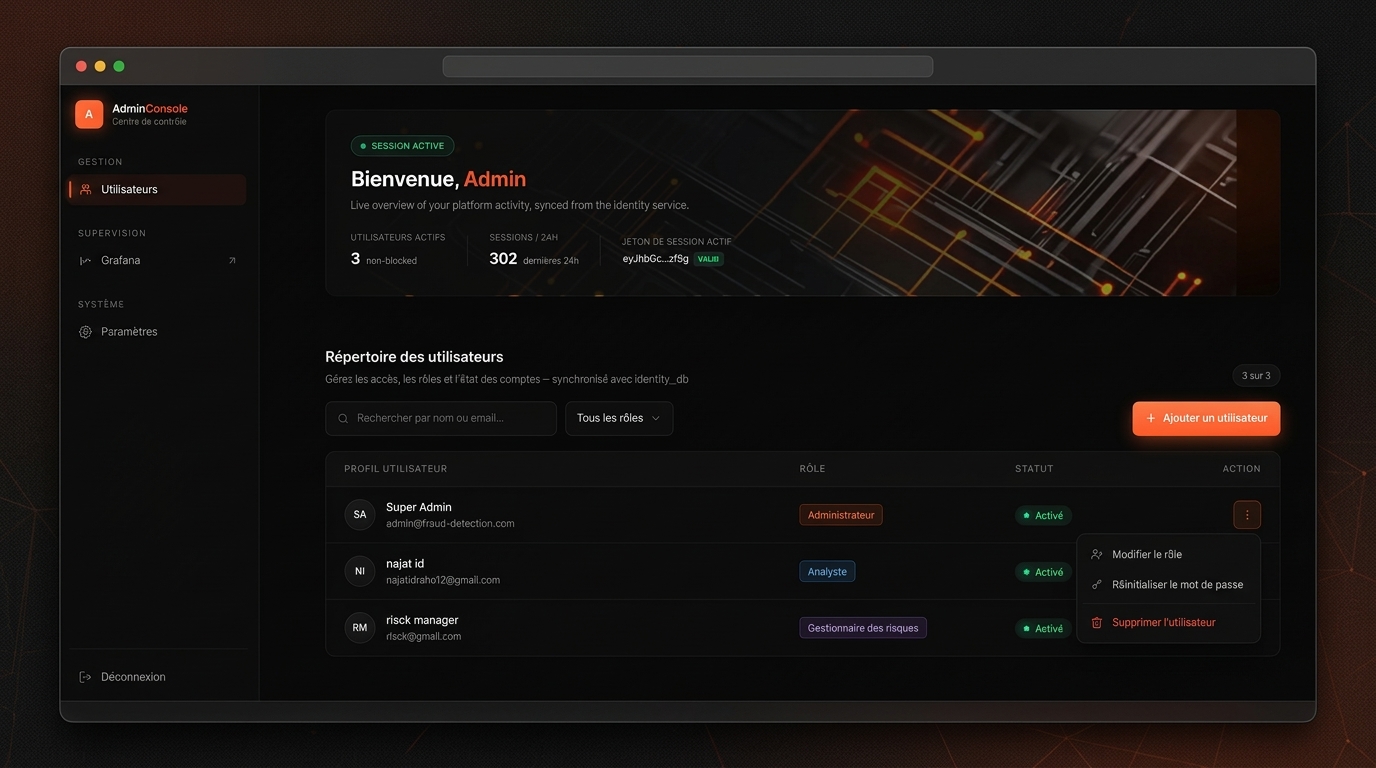 A
AdminConsole
Centre de contrôle
GESTION
Utilisateurs
SUPERVISION
Grafana
SYSTÈME
Paramètres
Déconnexion
SESSION ACTIVE
Bienvenue, Admin
Live overview of your platform activity, synced from the identity service.
UTILISATEURS ACTIFS
3 non-blocked
SESSIONS / 2AH
302 dernières 24h
JETON DE SESSION ACTIF
eyJhbGc...zf5g
Répertoire des utilisateurs
Gérez les accès, les rôles et l'état des comptes – synchronisé avec identity_db
3 sur 3
Rechercher par nom ou email...
Tous les rôles
+ Ajouter un utilisateur
PROFIL UTILISATEUR RÔLE STATUT ACTION
SA Super Admin
admin@fraud-detection.com
Administrateur
Activé
NI najat id
najatidraho12@gmail.com
Analyste
Activé
RM risck manager
rlsck@gmall.com
Gestionnaire des risques
Activé
Modifier le rôle
Réinitialiser le mot de passe
Supprimer l'utilisateur